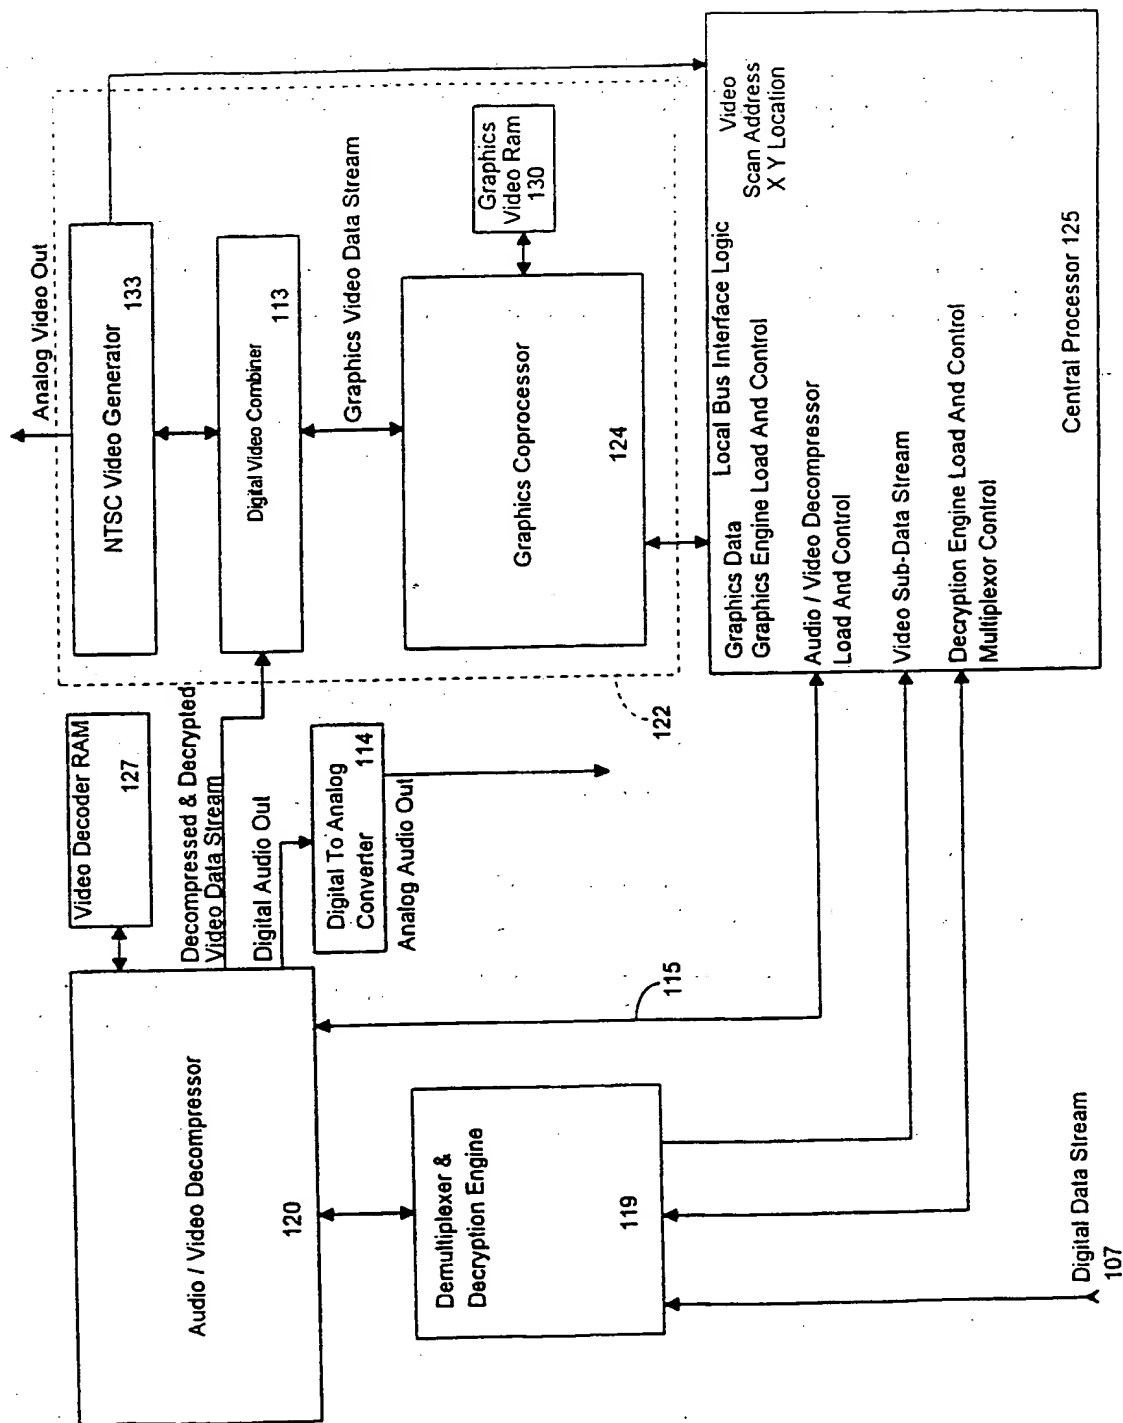 Audio / Video Decompressor
120
Video Decoder RAM
127
Decompressed & Decrypted
Video Data Stream
Digital Audio Out
Digital To Analog
Converter
114
Analog Audio Out
Analog Video Out
NTSC Video Generator
133
Digital Video Combiner
113
Graphics Video Data Stream
Graphics Coprocessor
124
Graphics
Video Ram
130
122
115
Demultiplexer &
Decryption Engine
119
Digital Data Stream
107
Graphics Data
Local Bus Interface Logic
Graphics Engine Load And Control
Video
Scan Address
X Y Location
Audio / Video Decompressor
Load And Control
Video Sub-Data Stream
Decryption Engine Load And Control
Multiplexor Control
Central Processor 125